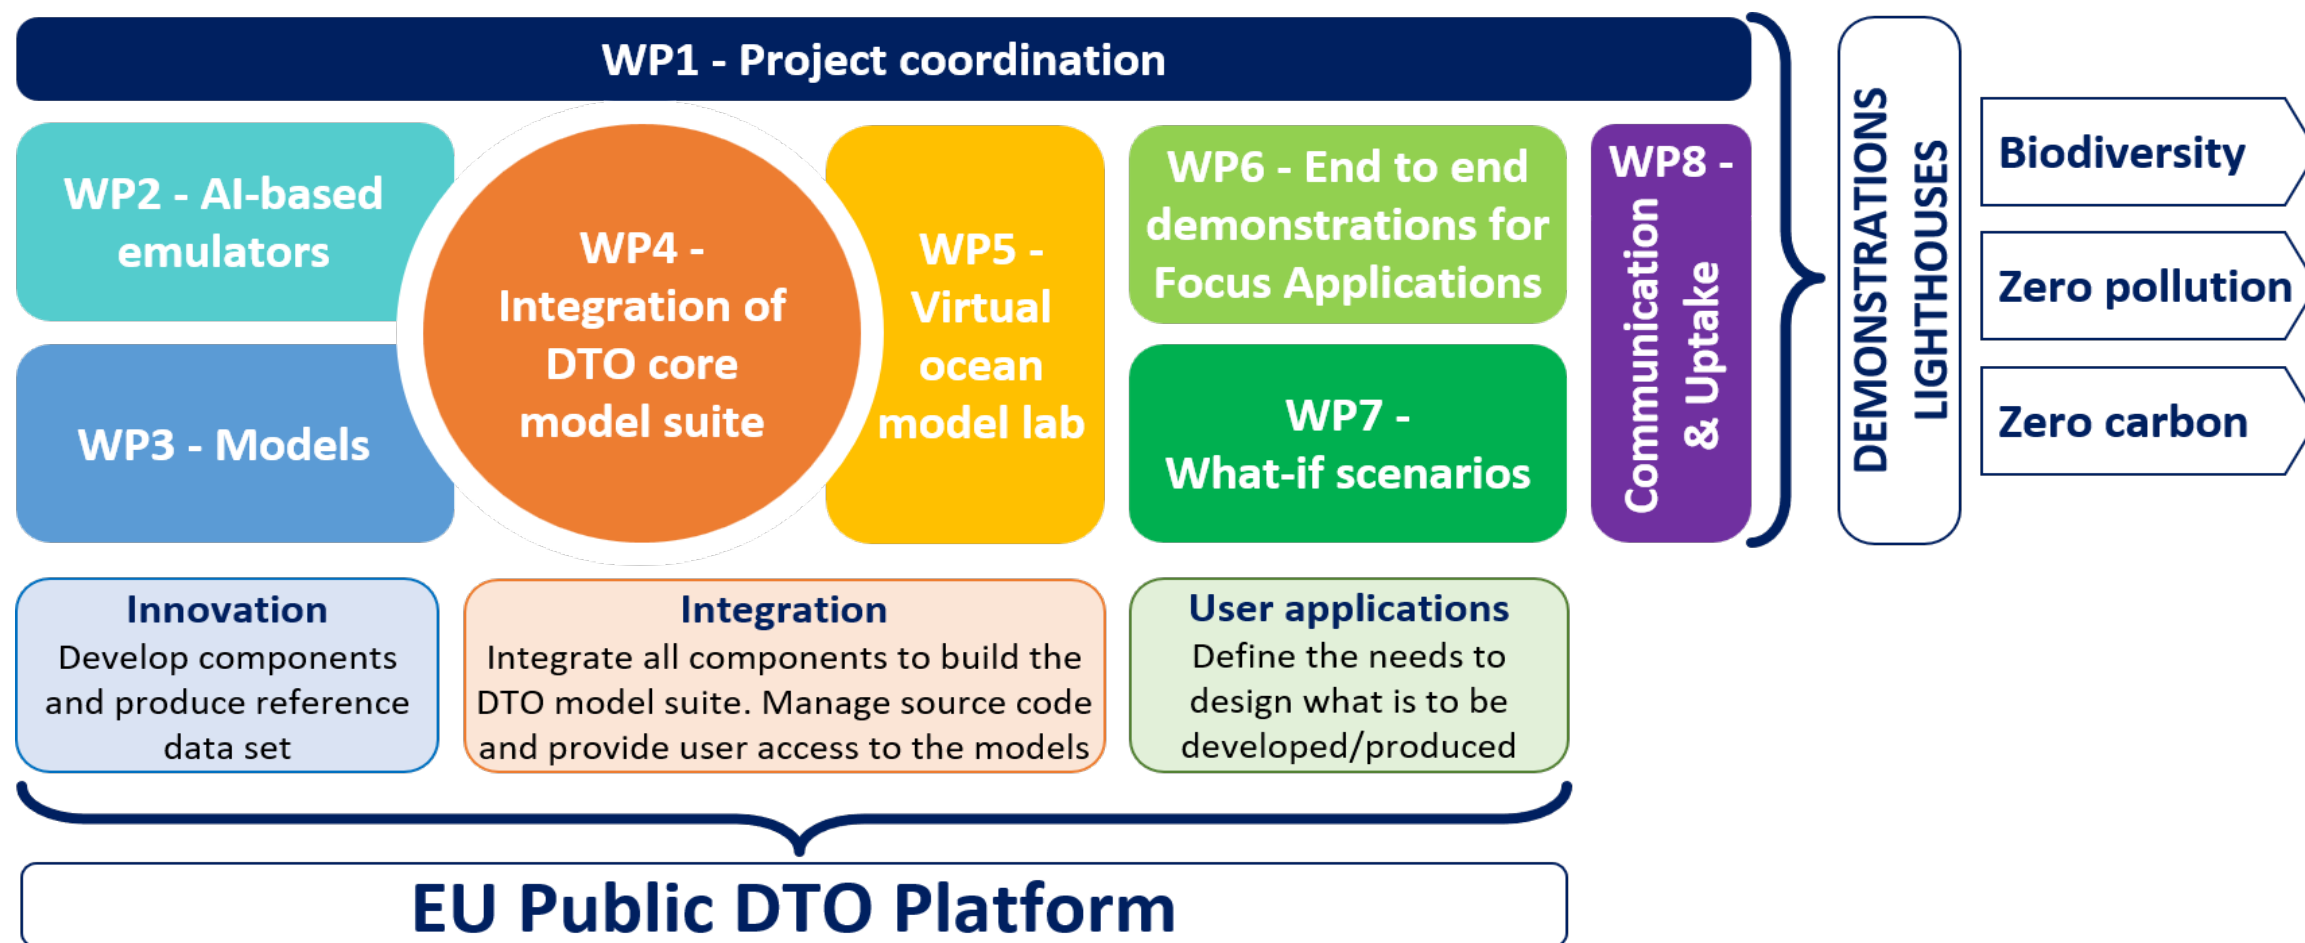 WP1 - Project coordination
WP2 - AI-based
emulators
WP3 - Models
WP4 -
Integration of
DTO core
model suite
WP5 -
Virtual
ocean
model lab
WP6 - End to end
demonstrations for
Focus Applications
WP7 -
What-if scenarios
WP8 -
Communication
& Uptake
DEMONSTRATIONS
LIGHTHOUSES
Biodiversity
Zero pollution
Zero carbon
Innovation
Develop components
and produce reference
data set
Integration
Integrate all components to build the
DTO model suite. Manage source code
and provide user access to the models
User applications
Define the needs to
design what is to be
developed/produced
EU Public DTO Platform